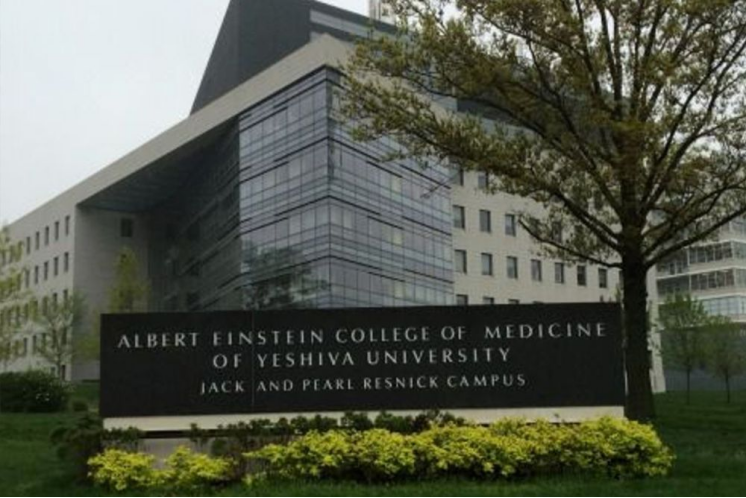 ALBERT EINSTEIN COLLEGE OF MEDICINE
OF YESHIVA UNIVERSITY
JACK AND PEARL RESNICK CAMPUS